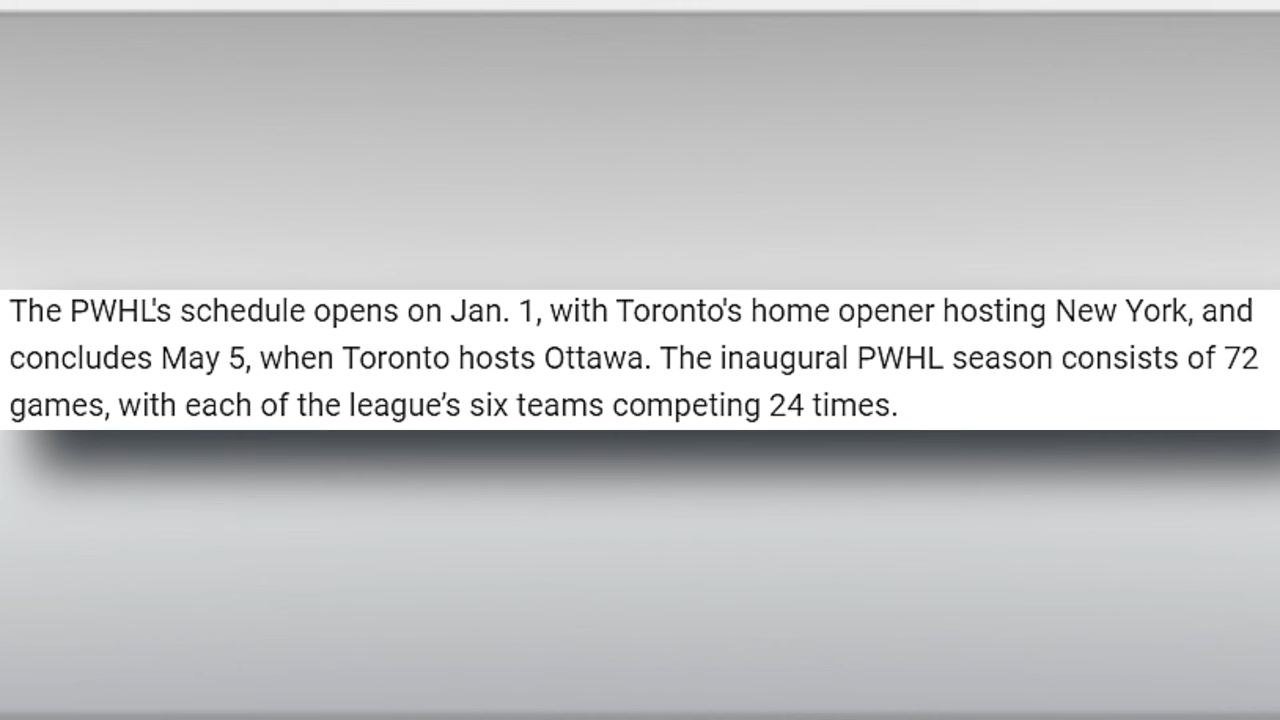 The PWHL's schedule opens on Jan. 1, with Toronto's home opener hosting New York, and
concludes May 5, when Toronto hosts Ottawa. The inaugural PWHL season consists of 72
games, with each of the league’s six teams competing 24 times.